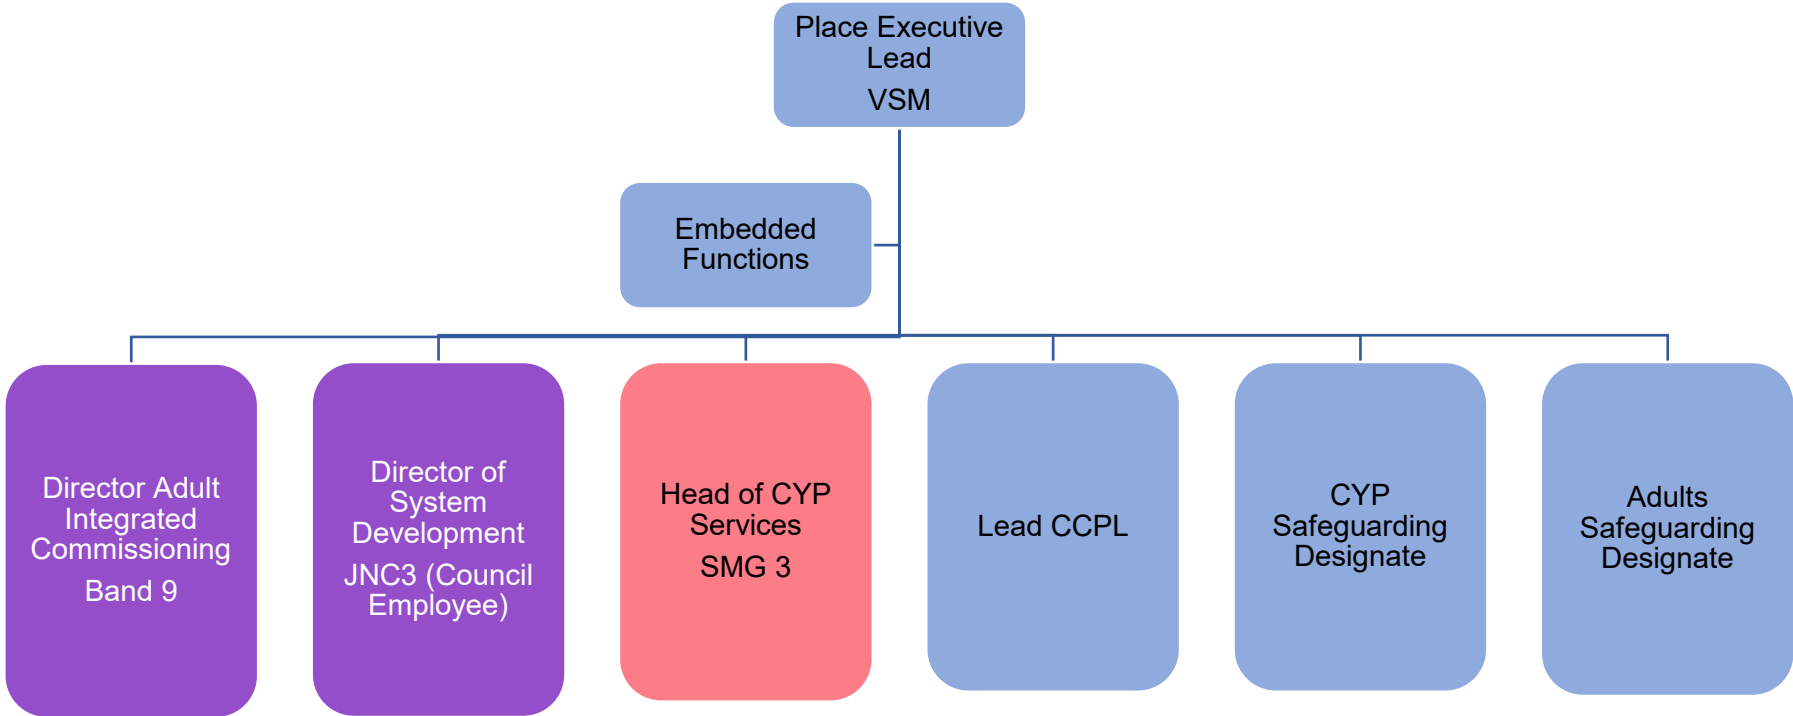 Place Executive
Lead
VSM
Embedded
Functions
Director Adult
Integrated
Commissioning
Band 9
Director of
System
Development
JNC3 (Council
Employee)
Head of CYP
Services
SMG 3
Lead CCPL
CYP
Safeguarding
Designate
Adults
Safeguarding
Designate